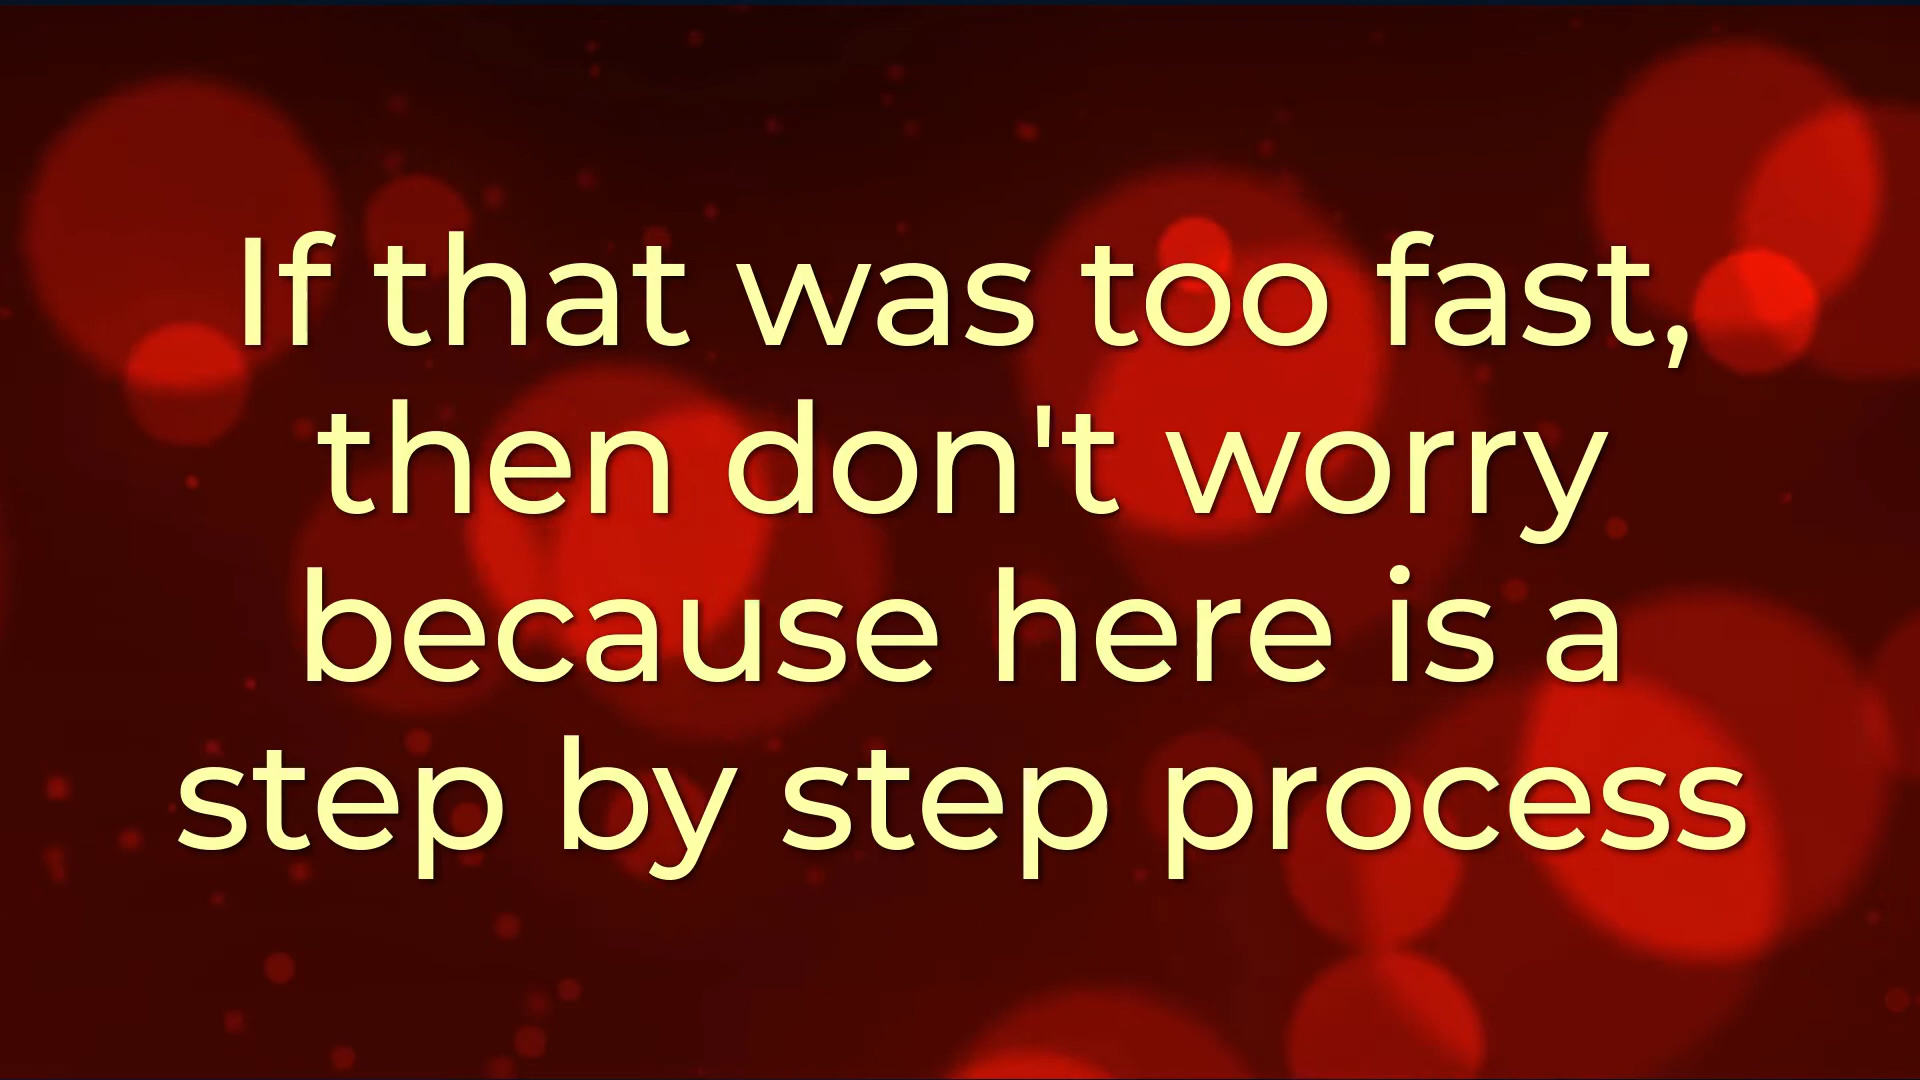 If that was too fast,
then don't worry
because here is a
step by step process